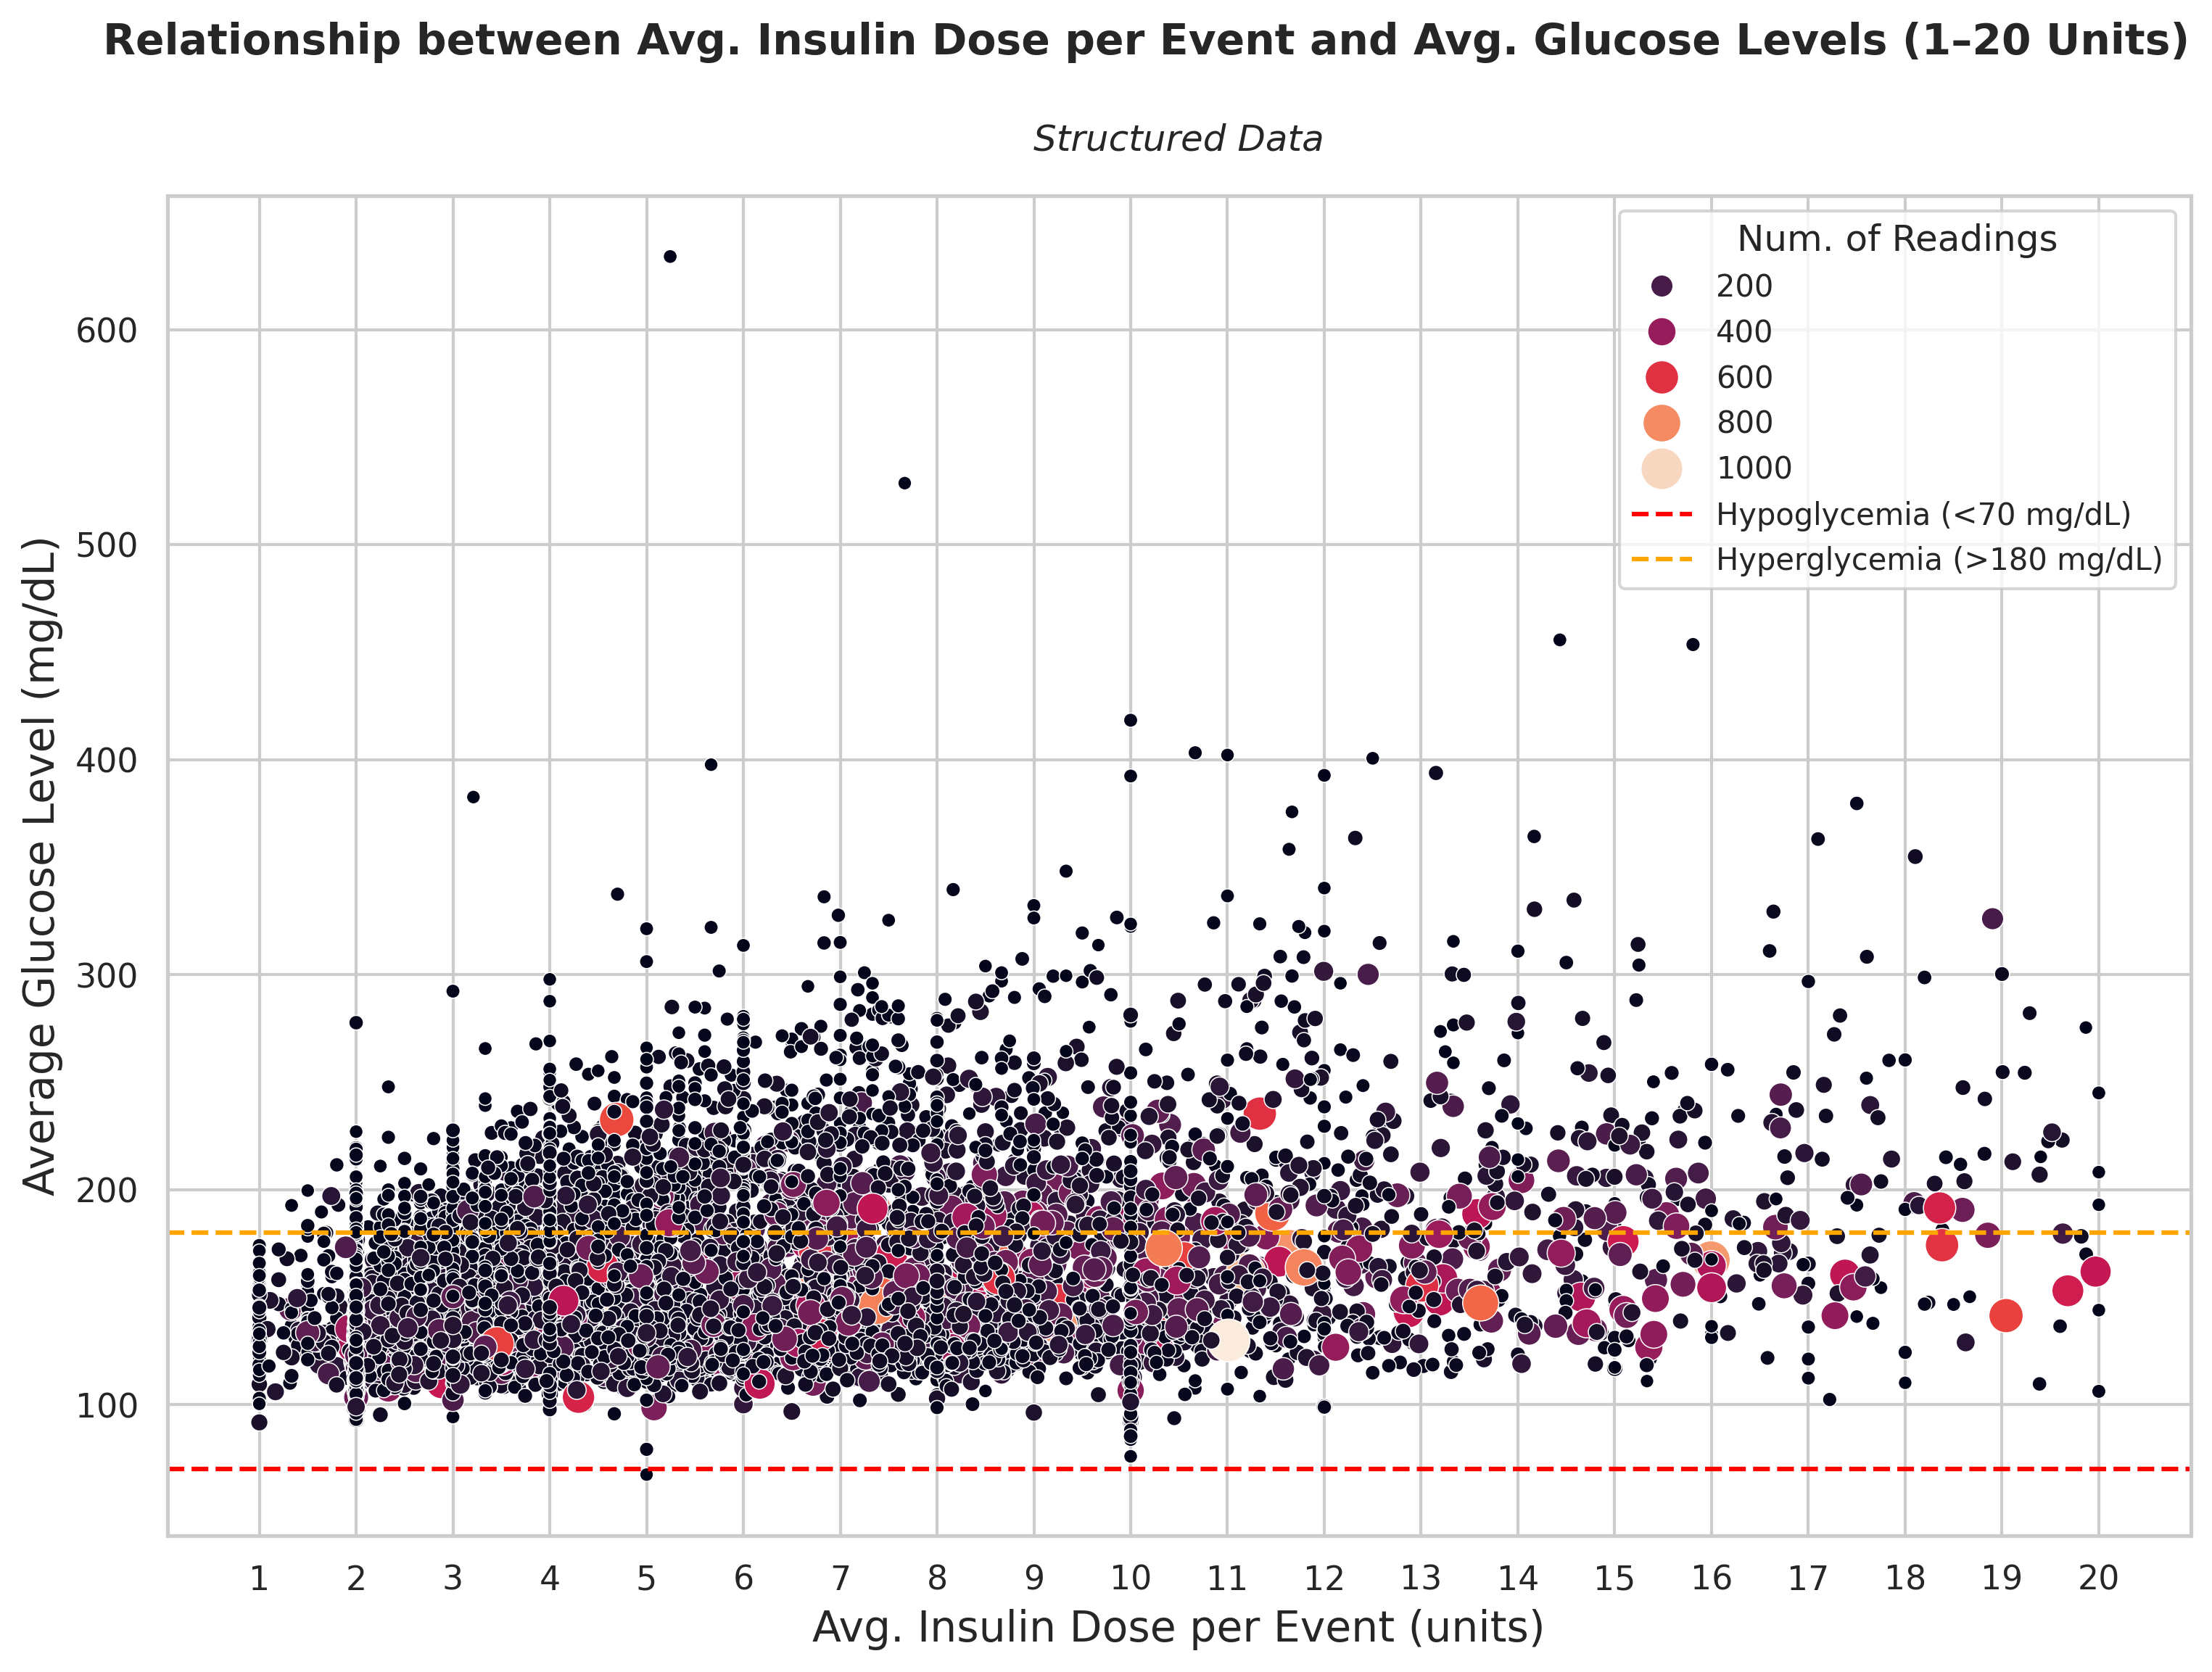 Relationship between Avg. Insulin Dose per Event and Avg. Glucose Levels (1–20 Units)
Structured Data
Num. of Readings
200
400
600
800
1000
Hypoglycemia (<70 mg/dL)
Hyperglycemia (>180 mg/dL)
Average Glucose Level (mg/dL)
600
500
400
300
200
100
1 2 3 4 5 6 7 8 9 10 11 12 13 14 15 16 17 18 19 20
Avg. Insulin Dose per Event (units)